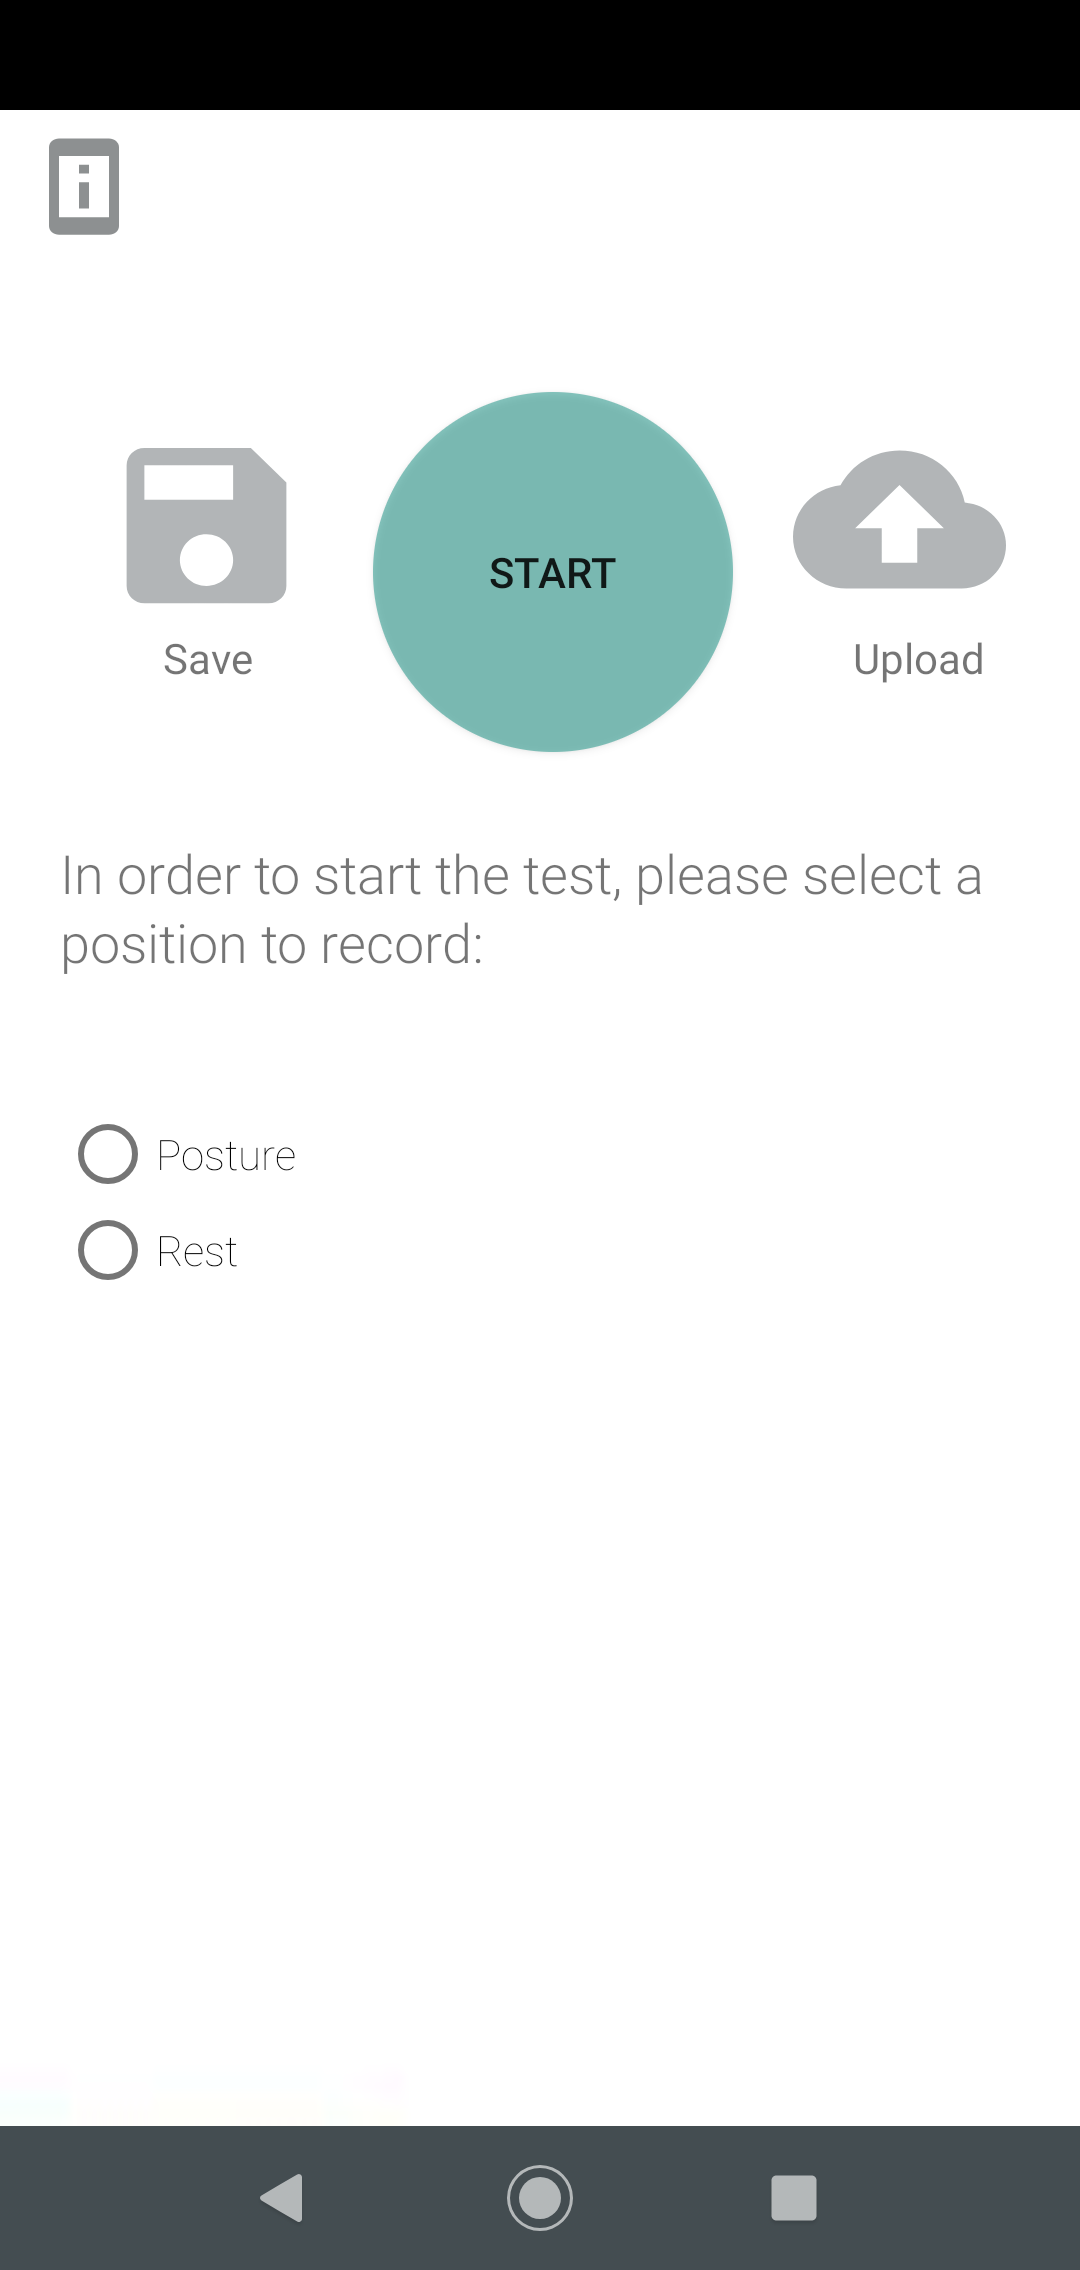 START
Save
Upload
In order to start the test, please select a
position to record:
Posture
Rest